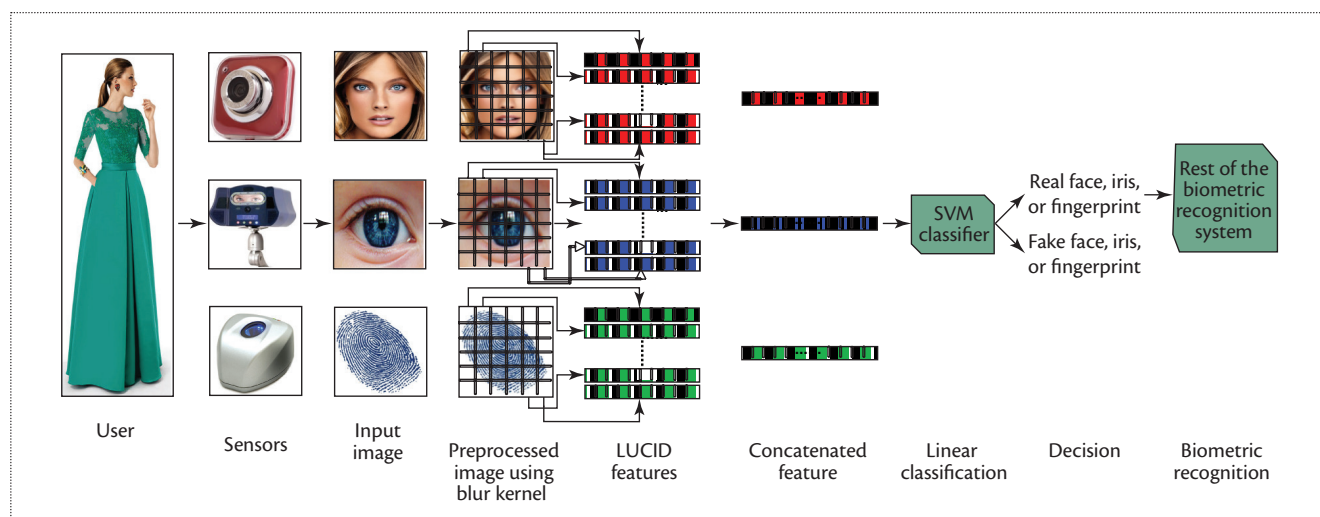 Real face, iris,
or fingerprint
Fake face, iris,
or fingerprint
SVM
classifier
Rest of the
biometric
recognition
system
User
Sensors
Input
image
Preprocessed
image using
blur kernel
LUCID
features
Concatenated
feature
Linear
classification
Decision
Biometric
recognition